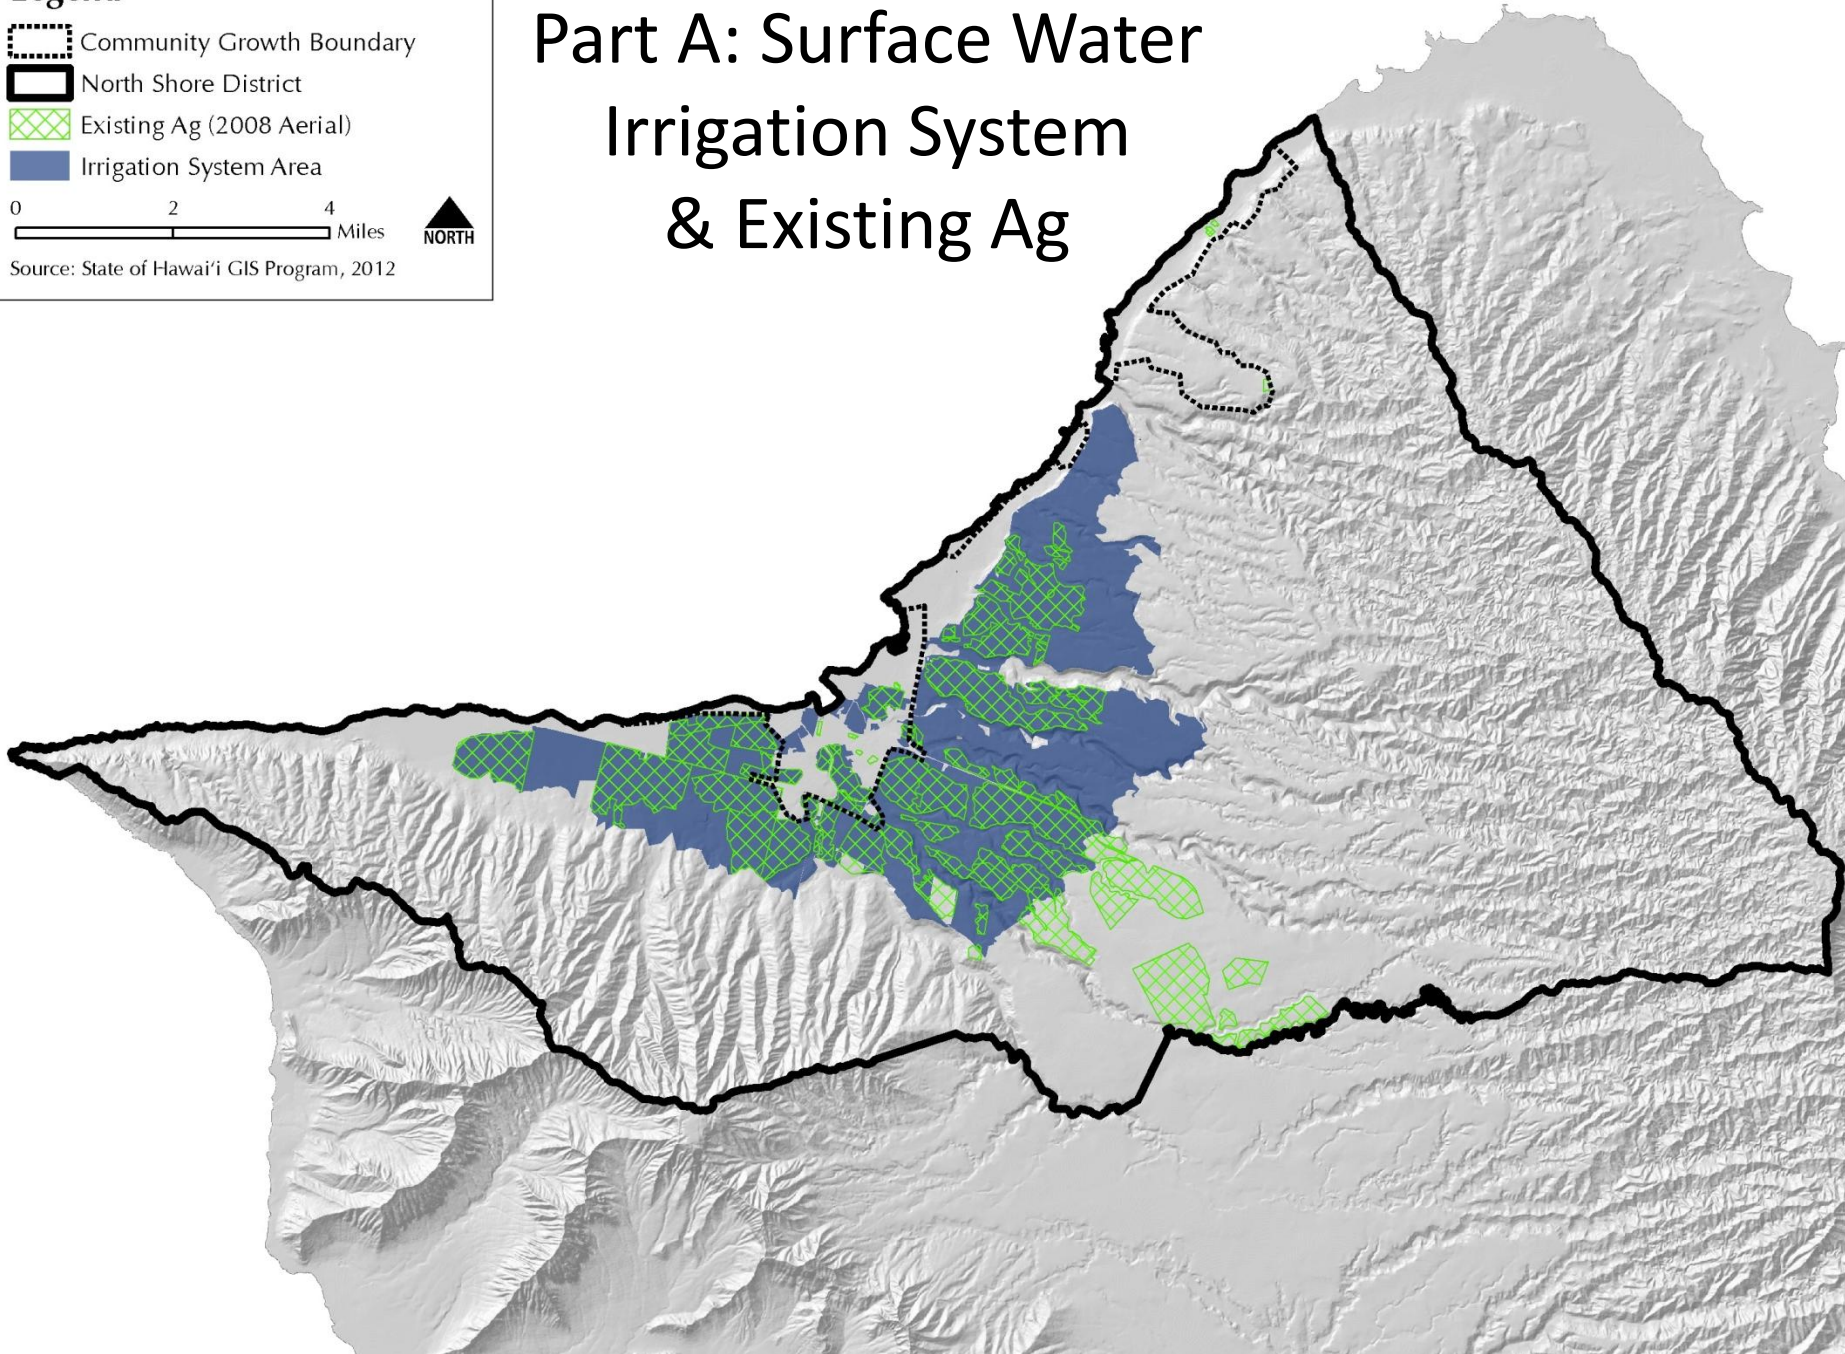 Part A: Surface Water
Irrigation System
& Existing Ag
Community Growth Boundary
North Shore District
Existing Ag (2008 Aerial)
Irrigation System Area
0 2 4
Miles
NORTH
Source: State of Hawai‘i GIS Program, 2012